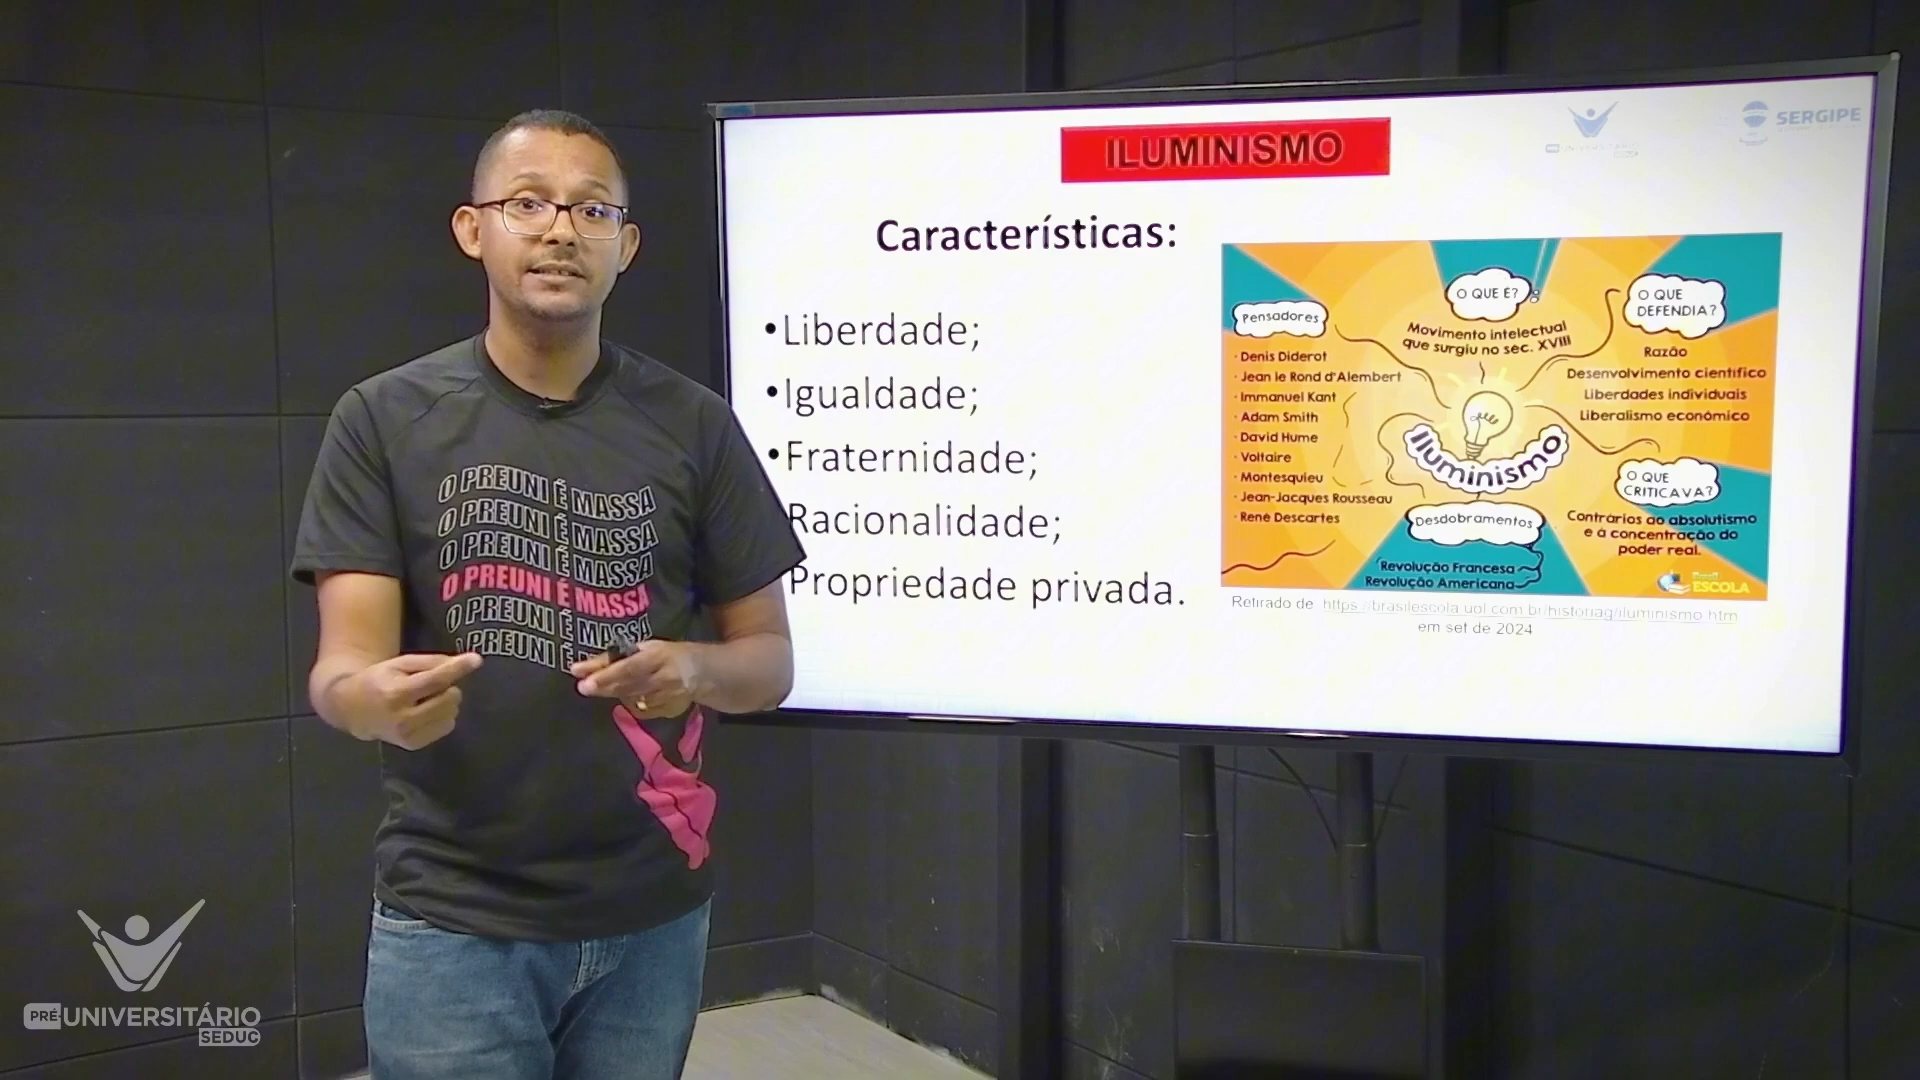 ILUMINISMO
SERGIPE
Características:
•Liberdade;
•Igualdade;
•Fraternidade;
Racionalidade;
Propriedade privada.
Pensadores
· Denis Diderot
· Jean le Rond d'Alembert
· Immanuel Kant
· Adam Smith
· David Hume
· Voltaire
· Montesquieu
· Jean-Jacques Rousseau
· René Descartes
O QUE É?
Movimento intelectual
que surgiu no séc. XVIII
O QUE
DEFENDIA?
Razão
Desenvolvimento científico
Liberdades individuais
Liberalismo econômico
Iluminismo
O QUE
CRITICAVA?
Contrários ao absolutismo
e à concentração do
poder real.
Desdobramentos
Revolução Francesa
Revolução Americana
Brasil
ESCOLA
Retirado de https://brasilescola.uol.com.br/historiag/iluminismo.htm
em set de 2024
O PREUNI É MASSA
O PREUNI É MASSA
O PREUNI É MASSA
O PREUNI É MASSA
O PREUNI É MASSA
PREUNI É
PRÉ-UNIVERSITÁRIO
SEDUC